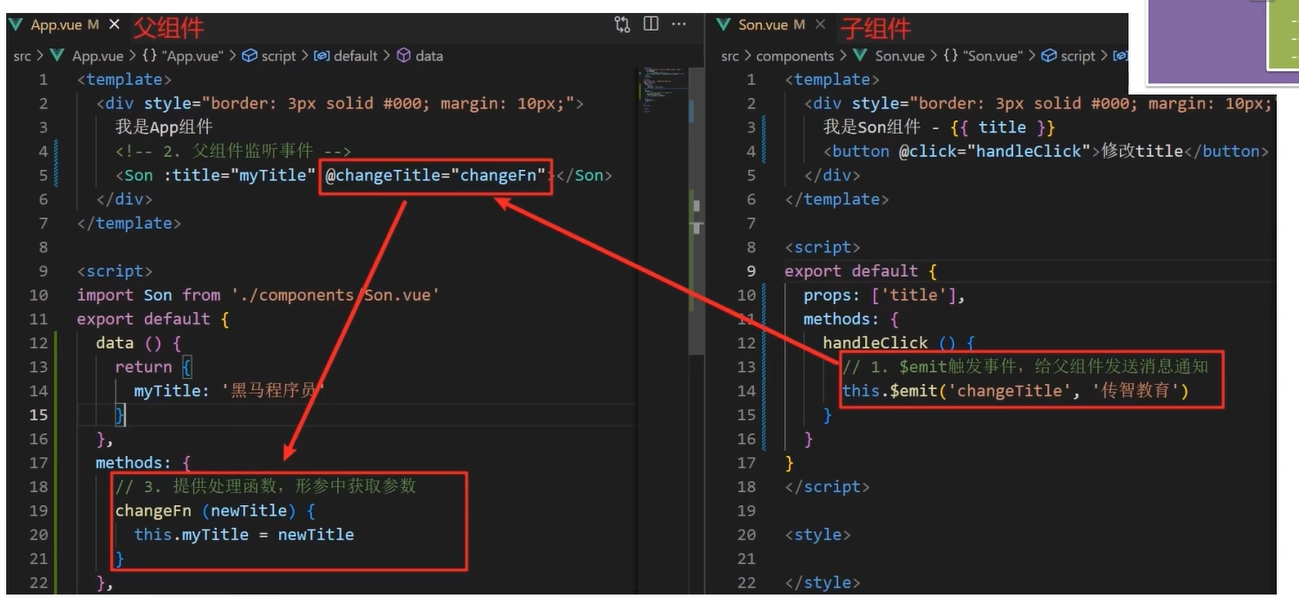 App.vue M × 父组件
src > App.vue > {} "App.vue" > script > default > data
1 <template>
2 <div style="border: 3px solid #000; margin: 10px;">
3 我是App组件
4 <!-- 2. 父组件监听事件 -->
5 <Son :title="myTitle" @changeTitle="changeFn"></Son>
6 </div>
7 </template>
8
9 <script>
10 import Son from './components/Son.vue'
11 export default {
12 data () {
13 return {
14 myTitle: '黑马程序员'
15 }
16 },
17 methods: {
18 // 3. 提供处理函数，形参中获取参数
19 changeFn (newTitle) {
20 this.myTitle = newTitle
21 }
22 },
Son.vue M × 子组件
src > components > Son.vue > {} "Son.vue" > script >
1 <template>
2 <div style="border: 3px solid #000; margin: 10px;"
3 我是Son组件 - {{ title }}
4 <button @click="handleClick">修改title</button>
5 </div>
6 </template>
7
8 <script>
9 export default {
10 props: ['title'],
11 methods: {
12 handleClick () {
13 // 1. $emit触发事件，给父组件发送消息通知
14 this.$emit('changeTitle', '传智教育')
15 }
16 }
17 }
18 </script>
19
20 <style>
21
22 </style>